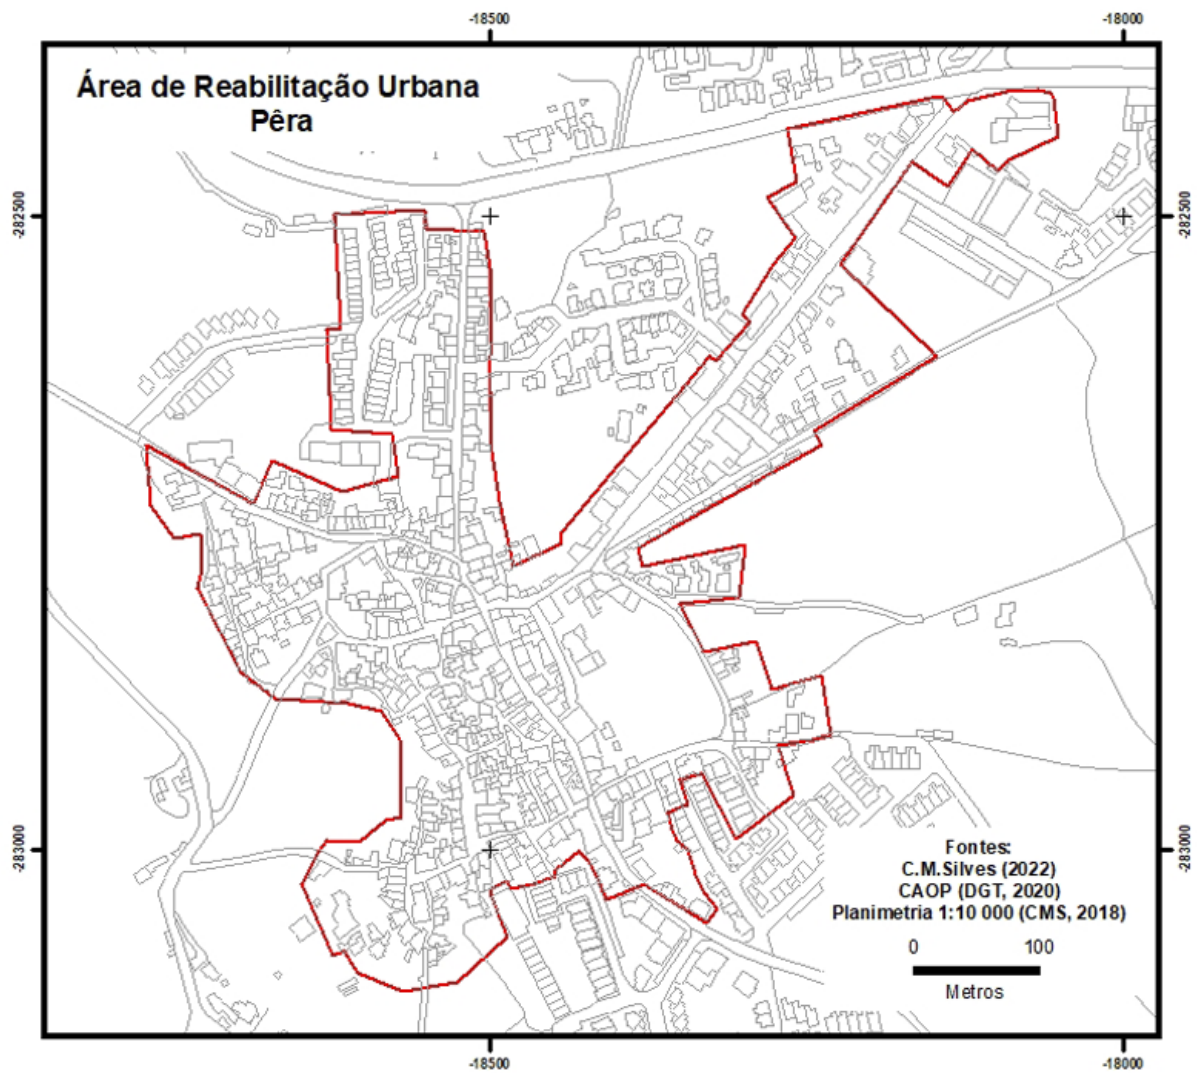 -18500
-18000
Área de Reabilitação Urbana
Pêra
-282500
-282500
-283000
-283000
Fontes:
C.M.Silves (2022)
CAOP (DGT, 2020)
Planimetria 1:10 000 (CMS, 2018)
0 100
Metros
-18500
-18000